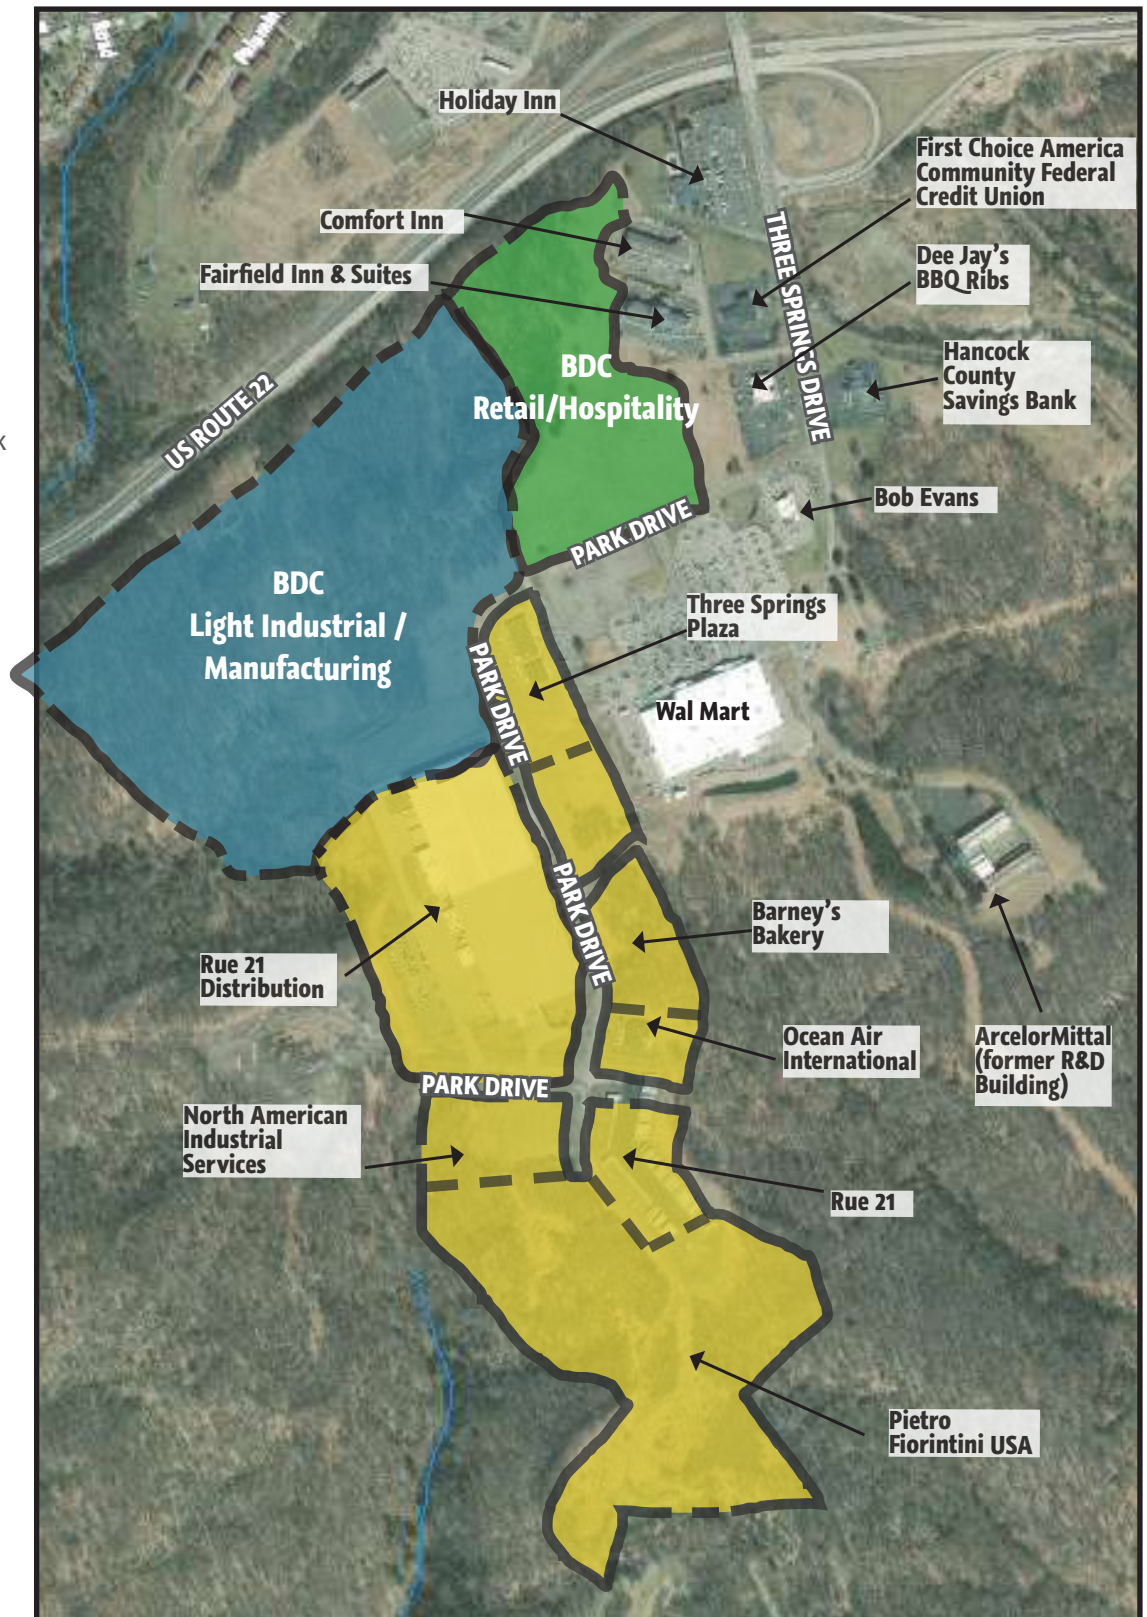 Road
Holiday Inn
First Choice America
Community Federal
Credit Union
Comfort Inn
THREE SPRINGS DRIVE
Dee Jay's
BBQ Ribs
Fairfield Inn & Suites
Hancock
County
Savings Bank
BDC
Retail/Hospitality
US ROUTE 22
K
Bob Evans
PARK DRIVE
BDC
Light Industrial /
Manufacturing
Three Springs
Plaza
PARK DRIVE
Wal Mart
PARK DRIVE
Barney's
Bakery
Rue 21
Distribution
Ocean Air
International
ArcelorMittal
(former R&D
Building)
PARK DRIVE
North American
Industrial
Services
Rue 21
Pietro
Fiorintini USA